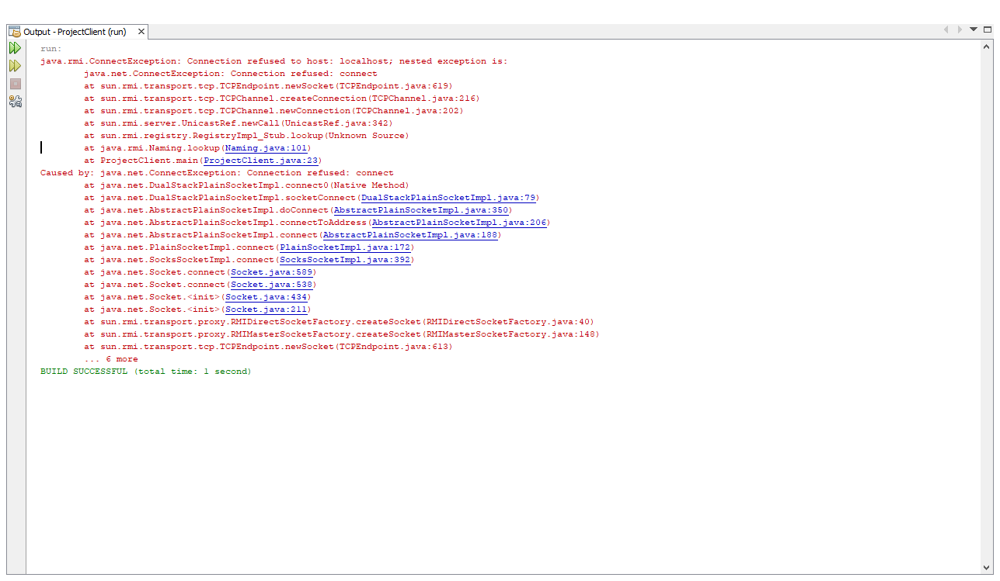 Output - ProjectClient (run)
run:
java.rmi.ConnectException: Connection refused to host: localhost; nested exception is:
java.net.ConnectException: Connection refused: connect
at sun.rmi.transport.tcp.TCPEndpoint.newSocket(TCPEndpoint.java:619)
at sun.rmi.transport.tcp.TCPChannel.createConnection(TCPChannel.java:216)
at sun.rmi.transport.tcp.TCPChannel.newConnection(TCPChannel.java:202)
at sun.rmi.server.UnicastRef.newCall(UnicastRef.java:342)
at sun.rmi.registry.RegistryImpl_Stub.lookup(Unknown Source)
at java.rmi.Naming.lookup(Naming.java:101)
at ProjectClient.main(ProjectClient.java:23)
Caused by: java.net.ConnectException: Connection refused: connect
at java.net.DualStackPlainSocketImpl.connect0(Native Method)
at java.net.DualStackPlainSocketImpl.socketConnect(DualStackPlainSocketImpl.java:79)
at java.net.AbstractPlainSocketImpl.doConnect(AbstractPlainSocketImpl.java:350)
at java.net.AbstractPlainSocketImpl.connectToAddress(AbstractPlainSocketImpl.java:206)
at java.net.AbstractPlainSocketImpl.connect(AbstractPlainSocketImpl.java:188)
at java.net.PlainSocketImpl.connect(PlainSocketImpl.java:172)
at java.net.SocksSocketImpl.connect(SocksSocketImpl.java:392)
at java.net.Socket.connect(Socket.java:589)
at java.net.Socket.connect(Socket.java:538)
at java.net.Socket.<init>(Socket.java:434)
at java.net.Socket.<init>(Socket.java:211)
at sun.rmi.transport.proxy.RMIDirectSocketFactory.createSocket(RMIDirectSocketFactory.java:40)
at sun.rmi.transport.proxy.RMIMasterSocketFactory.createSocket(RMIMasterSocketFactory.java:148)
at sun.rmi.transport.tcp.TCPEndpoint.newSocket(TCPEndpoint.java:613)
... 6 more
BUILD SUCCESSFUL (total time: 1 second)